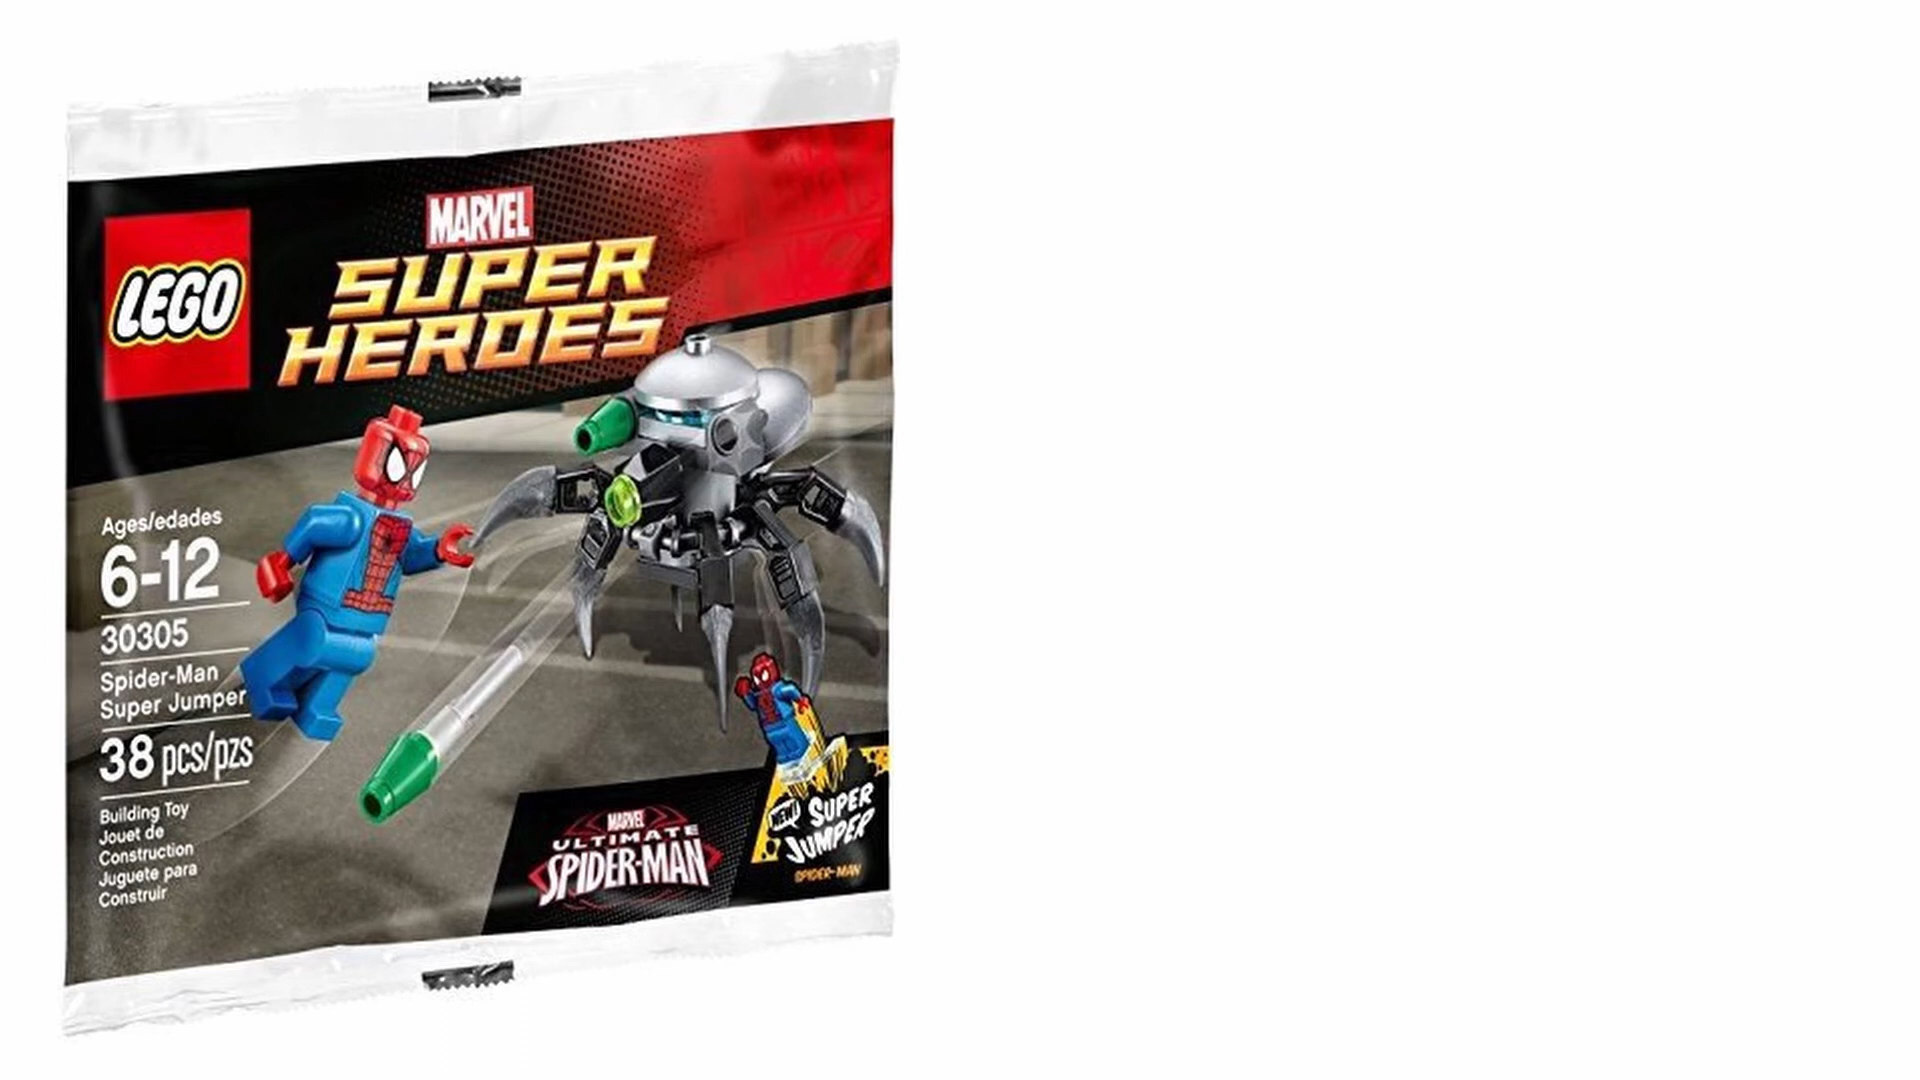 MARVEL
SUPER
HEROES
LEGO
Ages/edades
6-12
30305
Spider-Man
Super Jumper
38 pcs/pzs
Building Toy
Jouet de
Construction
Juguete para
Construir
MARVEL
ULTIMATE
SPIDER-MAN
NEW! SUPER
JUMPER
SPIDER-MAN